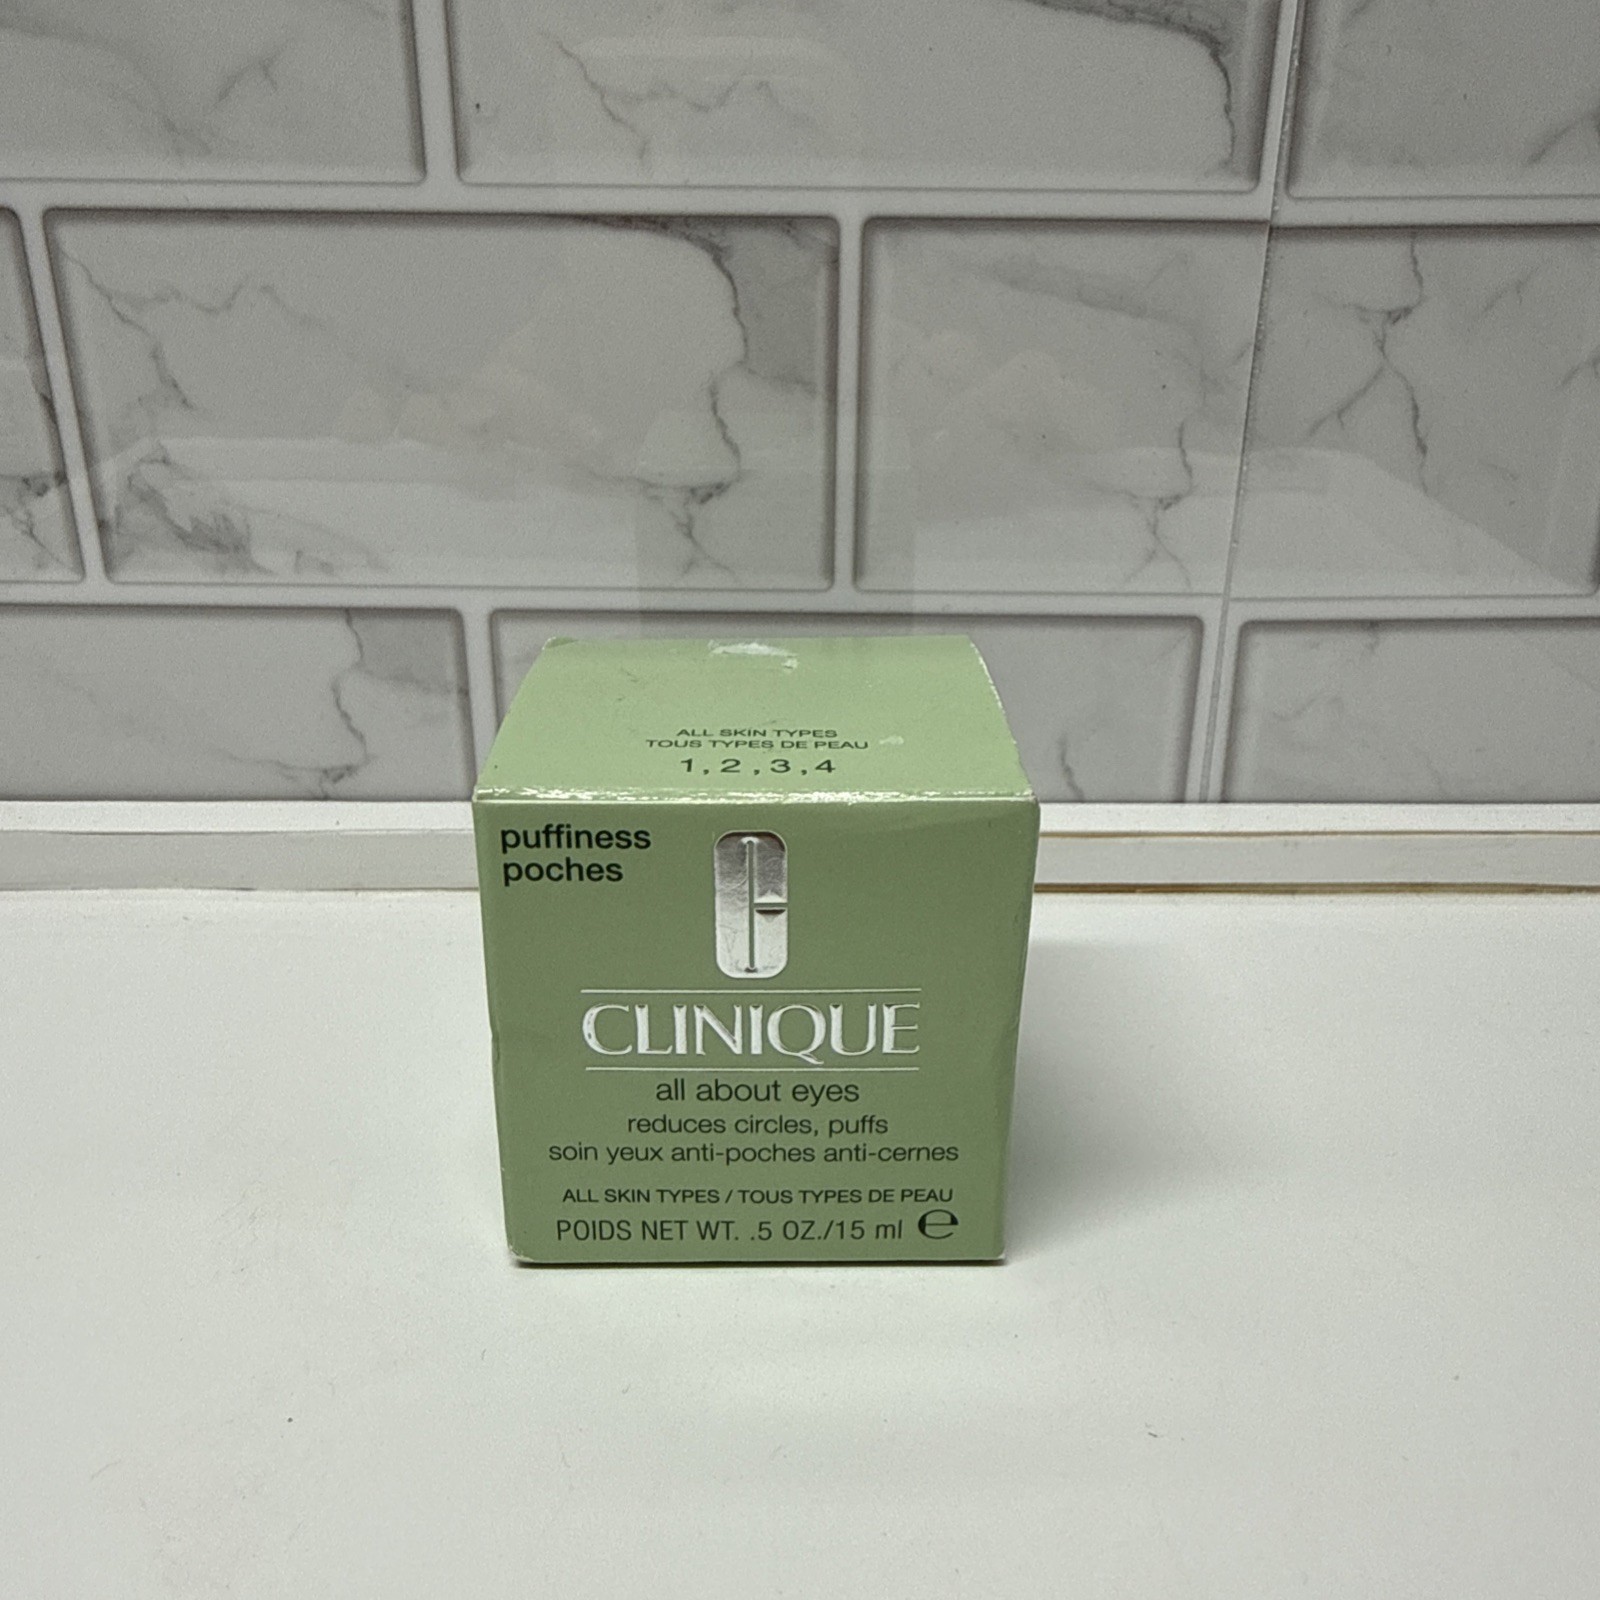 ALL SKIN TYPES
TOUS TYPES DE PEAU
1, 2, 3, 4
puffiness
poches
CLINIQUE
all about eyes
reduces circles, puffs
soin yeux anti-poches anti-cernes
ALL SKIN TYPES / TOUS TYPES DE PEAU
POIDS NET WT. .5 OZ./15 ml ℮